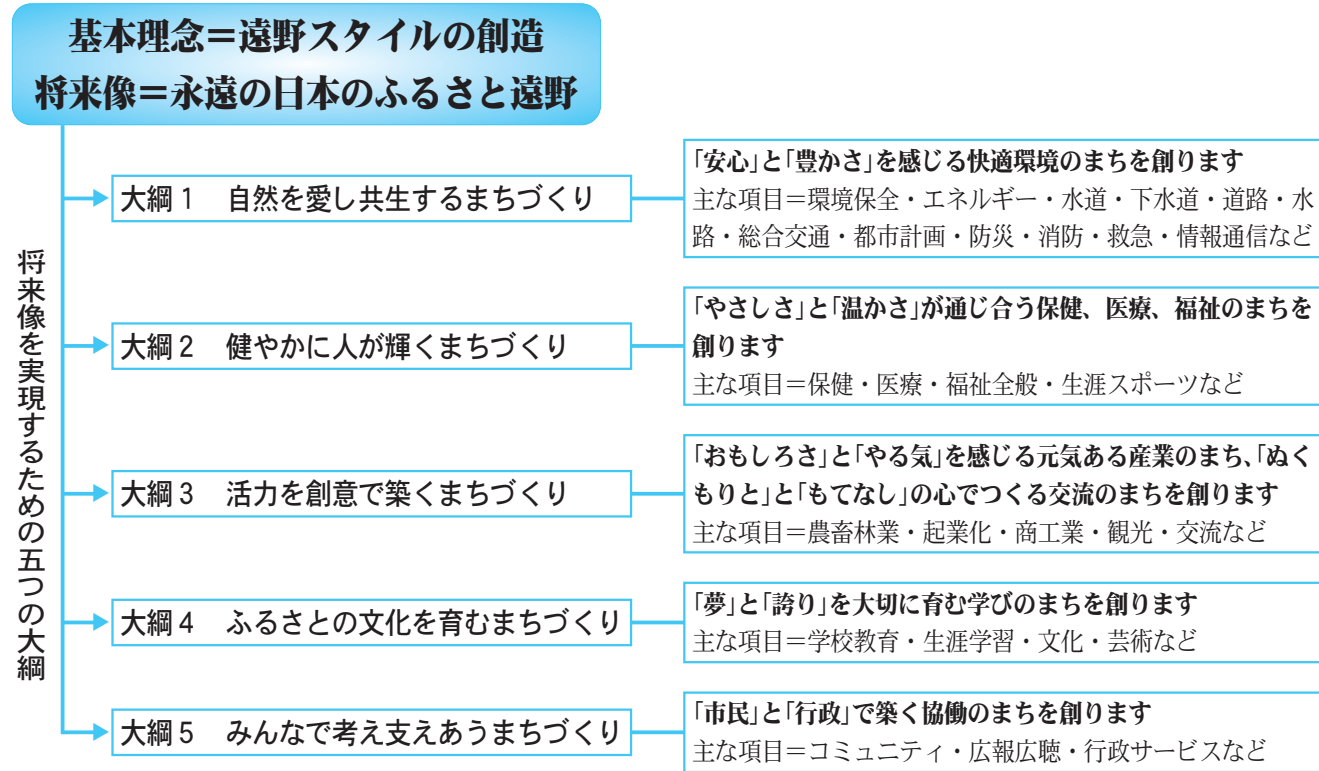 基本理念＝遠野スタイルの創造
将来像＝永遠の日本のふるさと遠野
将来像を実現するための五つの大綱
大綱1　自然を愛し共生するまちづくり
「安心」と「豊かさ」を感じる快適環境のまちを創ります
主な項目＝環境保全・エネルギー・水道・下水道・道路・水
路・総合交通・都市計画・防災・消防・救急・情報通信など
大綱2　健やかに人が輝くまちづくり
「やさしさ」と「温かさ」が通じ合う保健、医療、福祉のまちを
創ります
主な項目＝保健・医療・福祉全般・生涯スポーツなど
大綱3　活力を創意で築くまちづくり
「おもしろさ」と「やる気」を感じる元気ある産業のまち、「ぬく
もりと」と「もてなし」の心でつくる交流のまちを創ります
主な項目＝農畜林業・起業化・商工業・観光・交流など
大綱4　ふるさとの文化を育むまちづくり
「夢」と「誇り」を大切に育む学びのまちを創ります
主な項目＝学校教育・生涯学習・文化・芸術など
大綱5　みんなで考え支えあうまちづくり
「市民」と「行政」で築く協働のまちを創ります
主な項目＝コミュニティ・広報広聴・行政サービスなど